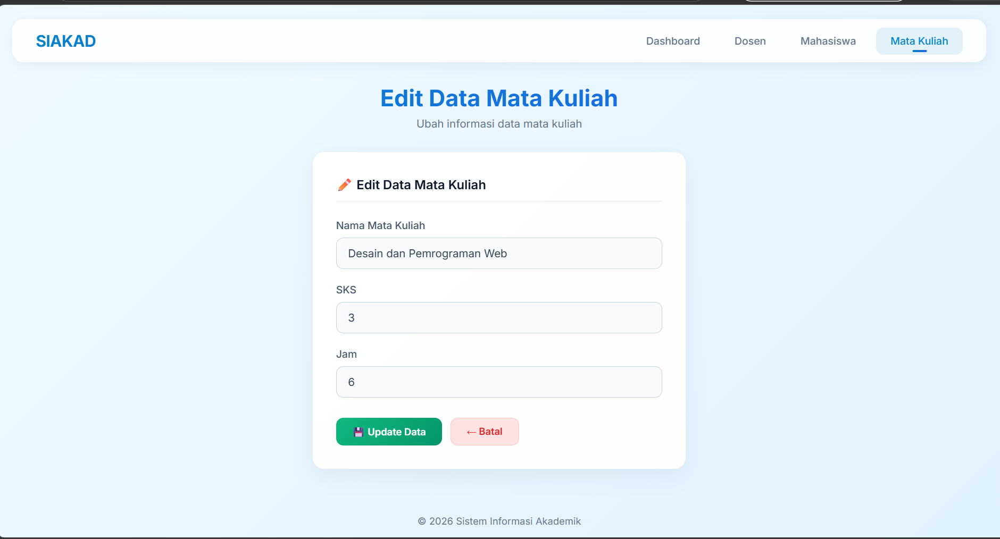 SIAKAD
Dashboard
Dosen
Mahasiswa
Mata Kuliah
Edit Data Mata Kuliah
Ubah informasi data mata kuliah
✏️ Edit Data Mata Kuliah
Nama Mata Kuliah
Desain dan Pemrograman Web
SKS
3
Jam
6
💾 Update Data
← Batal
© 2026 Sistem Informasi Akademik